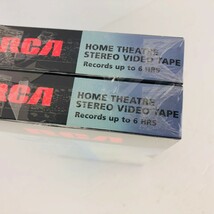 RCA
HOME THEATRE
STEREO VIDEO TAPE
Records up to 6 HRS
RCA
HOME THEATRE
STEREO VIDEO TAPE
Records up to 6 HRS